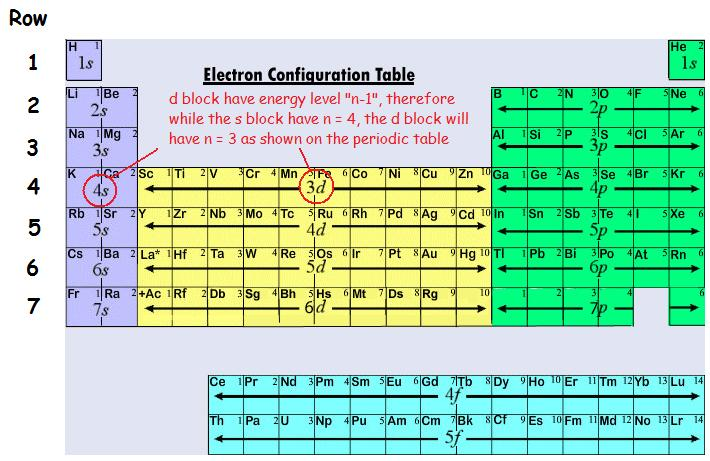 Row
H 1 He 2
1 1s 1s
Electron Configuration Table
d block have energy level "n-1", therefore
while the s block have n = 4, the d block will
have n = 3 as shown on the periodic table
Li 1 Be 2 B 1 C 2 N 3 O 4 F 5 Ne 6
2 2s 2p
Na 1 Mg 2 Al 1 Si 2 P 3 S 4 Cl 5 Ar 6
3 3s 3p
K 1 Ca 2 Sc 1 Ti 2 V 3 Cr 4 Mn 5 Fe 6 Co 7 Ni 8 Cu 9 Zn 10 Ga 1 Ge 2 As 3 Se 4 Br 5 Kr 6
4 4s 3d 4p
Rb 1 Sr 2 Y 1 Zr 2 Nb 3 Mo 4 Tc 5 Ru 6 Rh 7 Pd 8 Ag 9 Cd 10 In 1 Sn 2 Sb 3 Te 4 I 5 Xe 6
5 5s 4d 5p
Cs 1 Ba 2 La* 1 Hf 2 Ta 3 W 4 Re 5 Os 6 Ir 7 Pt 8 Au 9 Hg 10 Tl 1 Pb 2 Bi 3 Po 4 At 5 Rn 6
6 6s 5d 6p
Fr 1 Ra 2 +Ac 1 Rf 2 Db 3 Sg 4 Bh 5 Hs 6 Mt 7 Ds 8 Rg 9 10 1 2 3 4 6
7 7s 6d 7p
Ce 1 Pr 2 Nd 3 Pm 4 Sm 5 Eu 6 Gd 7 Tb 8 Dy 9 Ho 10 Er 11 Tm 12 Yb 13 Lu 14
4f
Th 1 Pa 2 U 3 Np 4 Pu 5 Am 6 Cm 7 Bk 8 Cf 9 Es 10 Fm 11 Md 12 No 13 Lr 14
5f